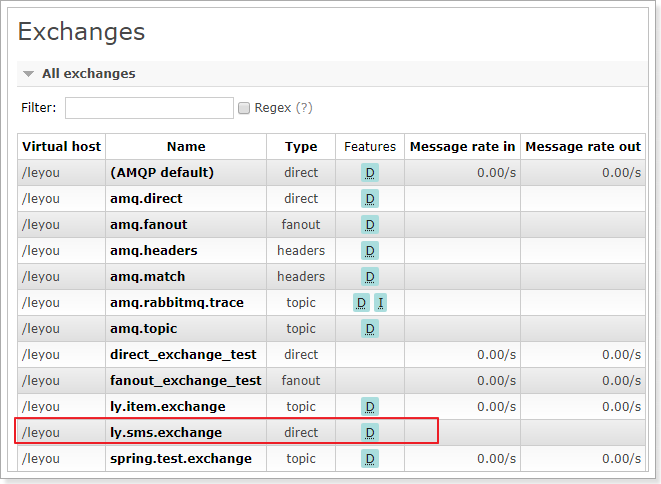 Exchanges
All exchanges
Filter: Regex (?)
Virtual host Name Type Features Message rate in Message rate out
/leyou (AMQP default) direct D 0.00/s 0.00/s
/leyou amq.direct direct D
/leyou amq.fanout fanout D
/leyou amq.headers headers D
/leyou amq.match headers D
/leyou amq.rabbitmq.trace topic D I
/leyou amq.topic topic D
/leyou direct_exchange_test direct 0.00/s 0.00/s
/leyou fanout_exchange_test fanout 0.00/s 0.00/s
/leyou ly.item.exchange topic D 0.00/s 0.00/s
/leyou ly.sms.exchange direct D
/leyou spring.test.exchange topic D 0.00/s 0.00/s